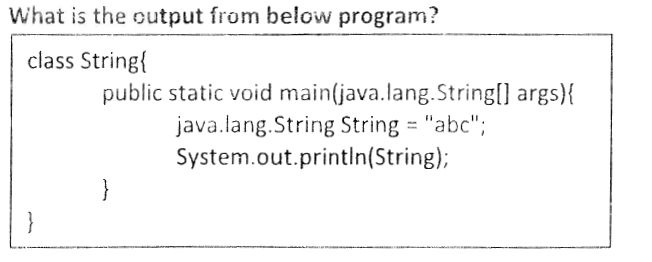 What is the output from below program?
class String{
public static void main(java.lang.String[] args){
java.lang.String String = "abc";
System.out.println(String);
}
}